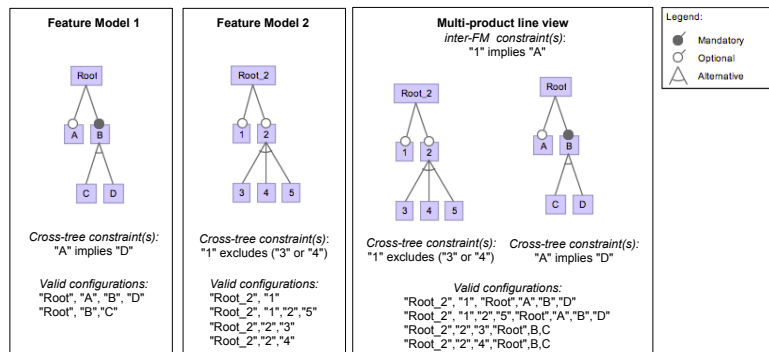 Feature Model 1
Root
A
B
C
D
Cross-tree constraint(s):
"A" implies "D"
Valid configurations:
"Root", "A", "B", "D"
"Root", "B","C"
Feature Model 2
Root_2
1
2
3
4
5
Cross-tree constraint(s):
"1" excludes ("3" or "4")
Valid configurations:
"Root_2", "1"
"Root_2", "1","2","5"
"Root_2","2","3"
"Root_2","2","4"
Multi-product line view
inter-FM constraint(s):
"1" implies "A"
Root_2
1
2
3
4
5
Root
A
B
C
D
Cross-tree constraint(s):
"1" excludes ("3" or "4")
Cross-tree constraint(s):
"A" implies "D"
Valid configurations:
"Root_2", "1", "Root","A","B","D"
"Root_2", "1","2","5","Root","A","B","D"
"Root_2","2","3","Root",B,C
"Root_2","2","4","Root",B,C
Legend:
Mandatory
Optional
Alternative